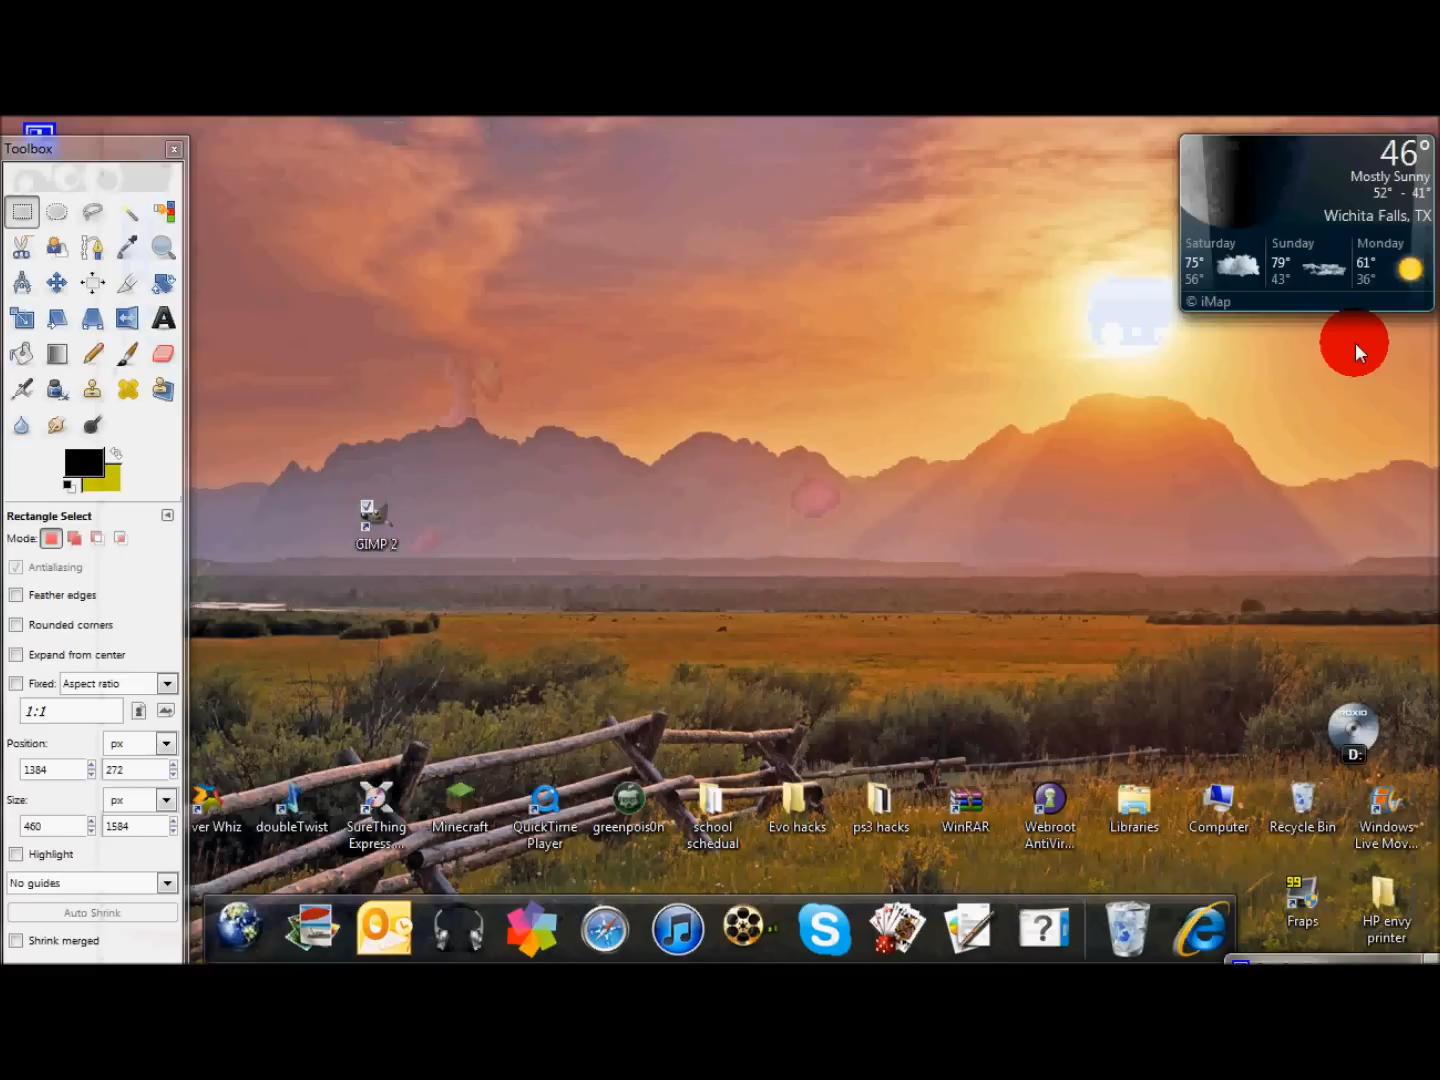 Toolbox
46°
Mostly Sunny
52° - 41°
Wichita Falls, TX
Saturday Sunday Monday
75° 79° 61°
56° 43° 36°
© iMap
Rectangle Select
Mode:
Antialiasing
Feather edges
Rounded corners
Expand from center
Fixed: Aspect ratio
1:1
Position: px
1384 272
Size: px
460 1584
Highlight
No guides
Auto Shrink
Shrink merged
GIMP 2
ROXIO
D:
ver Whiz
doubleTwist
SureThing
Express...
Minecraft
QuickTime
Player
greenpois0n
school
schedual
Evo hacks
ps3 hacks
WinRAR
Webroot
AntiVir...
Libraries
Computer
Recycle Bin
Windows
Live Mov...
99
Fraps
HP envy
printer